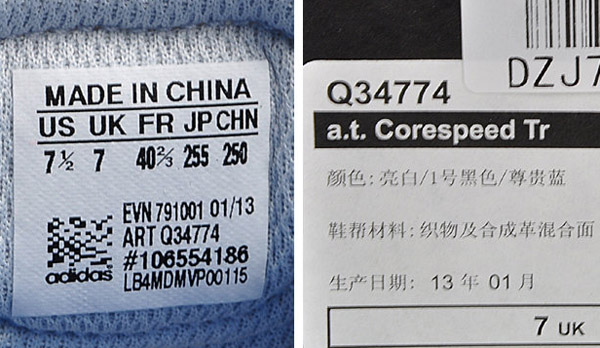 MADE IN CHINA
US UK FR JP CHN
7½ 7 40⅔ 255 250
EVN 791001 01/13
ART Q34774
#106554186
LB4MDMVP00115
adidas
DZJ7
Q34774
a.t. Corespeed Tr
颜色:亮白/1号黑色/尊贵蓝
鞋帮材料:织物及合成革混合面
生产日期: 13 年 01 月
7 UK